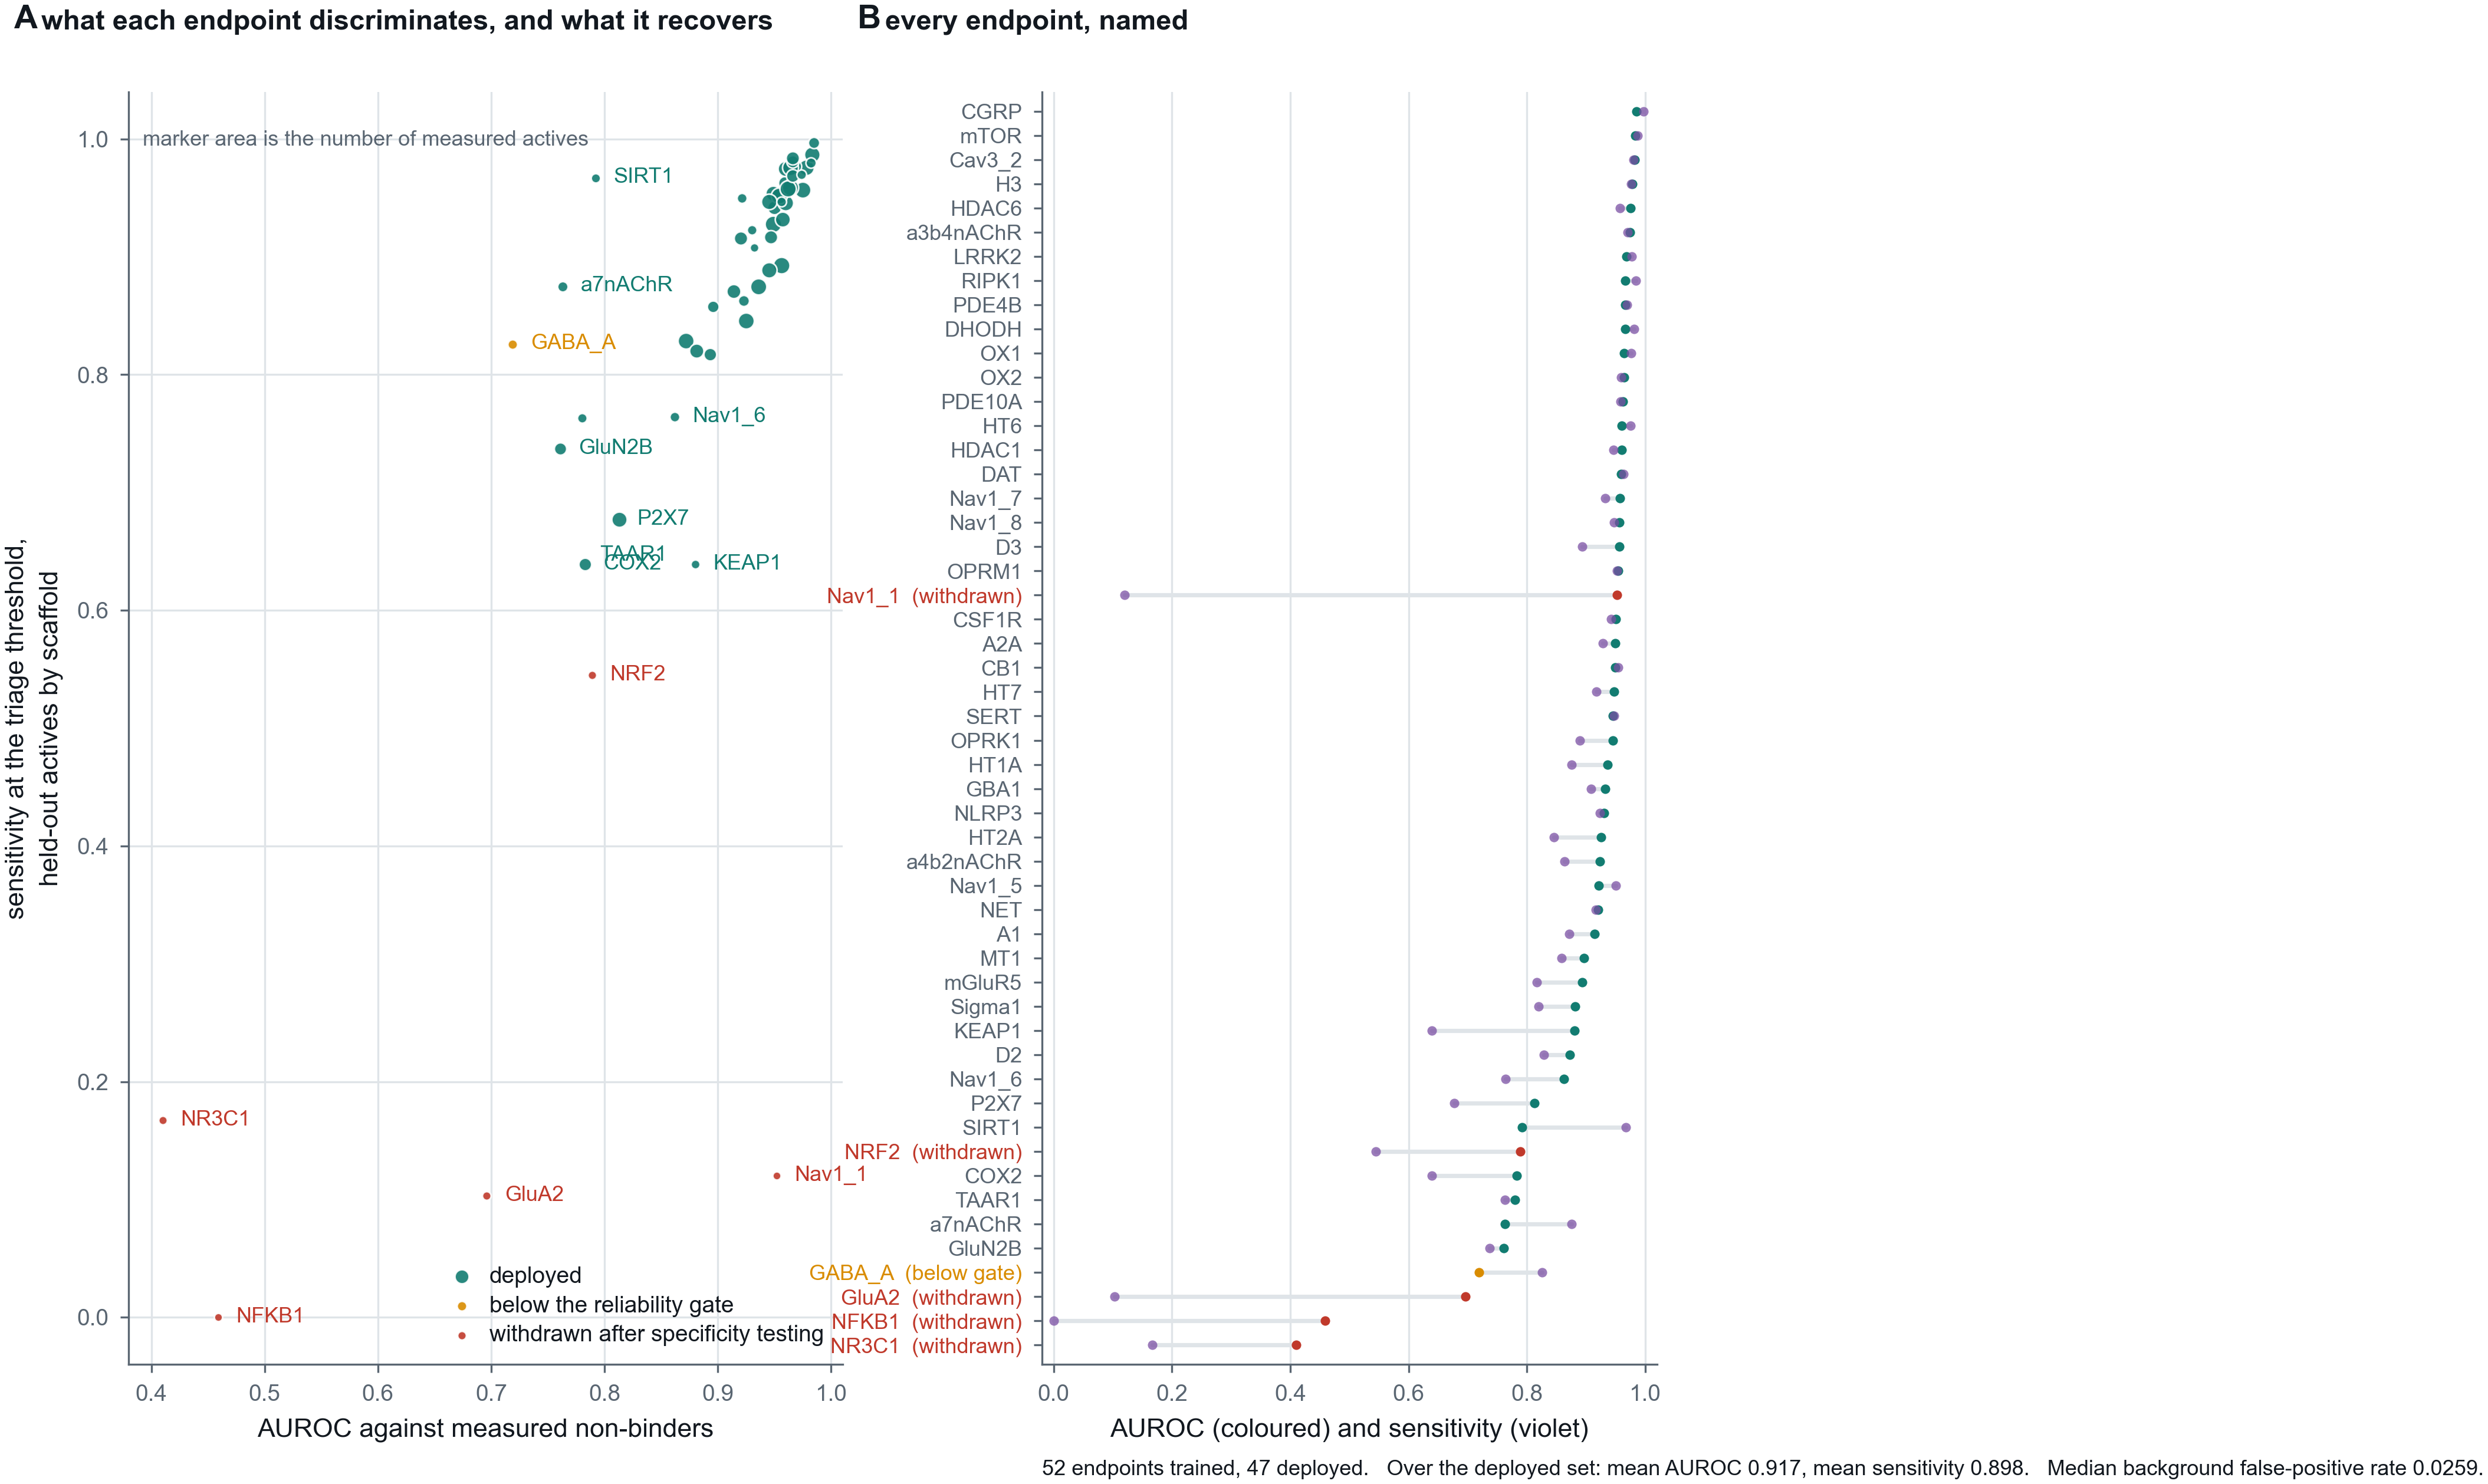 A what each endpoint discriminates, and what it recovers
marker area is the number of measured actives
1.0
0.8
0.6
0.4
0.2
0.0
sensitivity at the triage threshold,
held-out actives by scaffold
SIRT1
a7nAChR
GABA_A
Nav1_6
GluN2B
P2X7
TAAR1
COX2
KEAP1
NRF2
NR3C1
Nav1_1
GluA2
NFKB1
deployed
below the reliability gate
withdrawn after specificity testing
0.4 0.5 0.6 0.7 0.8 0.9 1.0
AUROC against measured non-binders
B every endpoint, named
CGRP
mTOR
Cav3_2
H3
HDAC6
a3b4nAChR
LRRK2
RIPK1
PDE4B
DHODH
OX1
OX2
PDE10A
HT6
HDAC1
DAT
Nav1_7
Nav1_8
D3
OPRM1
Nav1_1 (withdrawn)
CSF1R
A2A
CB1
HT7
SERT
OPRK1
HT1A
GBA1
NLRP3
HT2A
a4b2nAChR
Nav1_5
NET
A1
MT1
mGluR5
Sigma1
KEAP1
D2
Nav1_6
P2X7
SIRT1
NRF2 (withdrawn)
COX2
TAAR1
a7nAChR
GluN2B
GABA_A (below gate)
GluA2 (withdrawn)
NFKB1 (withdrawn)
NR3C1 (withdrawn)
0.0 0.2 0.4 0.6 0.8 1.0
AUROC (coloured) and sensitivity (violet)
52 endpoints trained, 47 deployed. Over the deployed set: mean AUROC 0.917, mean sensitivity 0.898. Median background false-positive rate 0.0259.